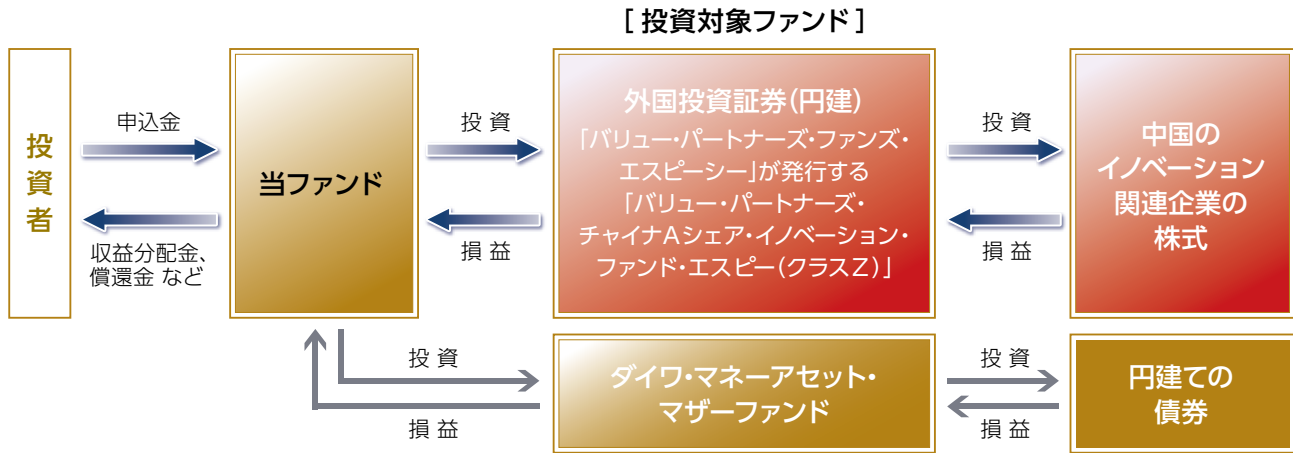 [ 投資対象ファンド ]
投資者
申込金
収益分配金、
償還金 など
当ファンド
投 資
損 益
外国投資証券(円建)
「バリュー・パートナーズ・ファンズ・
エスピーシー」が発行する
「バリュー・パートナーズ・
チャイナAシェア・イノベーション・
ファンド・エスピー(クラスZ)」
投 資
損 益
中国の
イノベーション
関連企業の
株式
投 資
損 益
ダイワ・マネーアセット・
マザーファンド
投 資
損 益
円建ての
債券